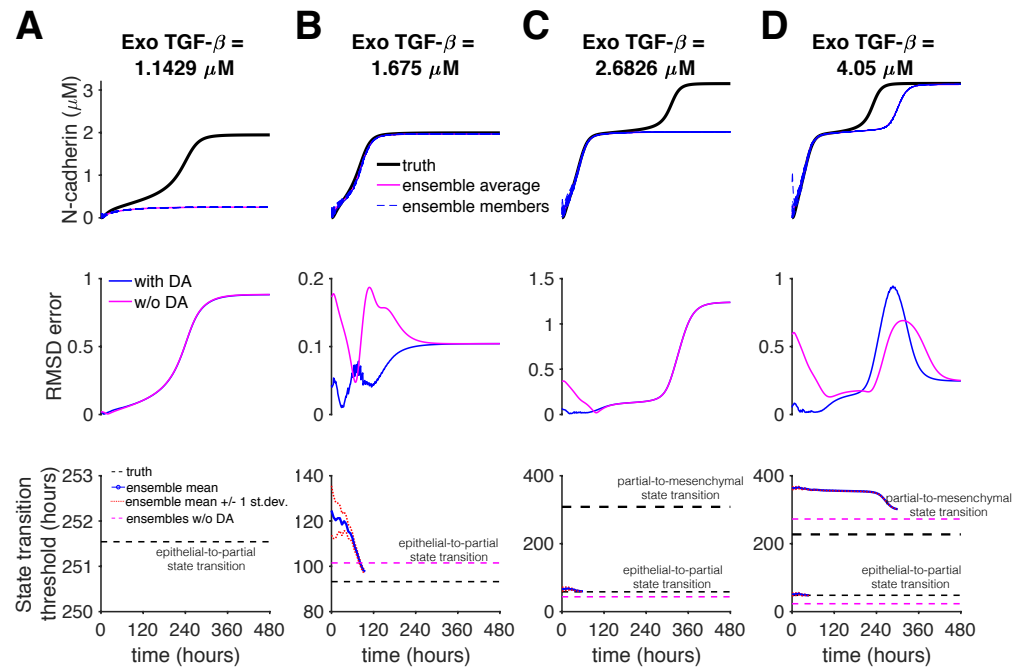 A
B
C
D
Exo TGF-β =
1.1429 μM
Exo TGF-β =
1.675 μM
Exo TGF-β =
2.6826 μM
Exo TGF-β =
4.05 μM
N-cadherin (μM)
3
2
1
0
truth
ensemble average
ensemble members
RMSD error
1
0.5
0
with DA
w/o DA
0.2
0.1
0
1.5
1
0.5
0
1
0.5
0
State transition
threshold (hours)
253
252
251
250
truth
ensemble mean
ensemble mean +/- 1 st.dev.
ensembles w/o DA
epithelial-to-partial
state transition
0 120 240 360 480
time (hours)
140
120
100
80
epithelial-to-partial
state transition
0 120 240 360 480
time (hours)
400
200
0
partial-to-mesenchymal
state transition
epithelial-to-partial
state transition
0 120 240 360 480
time (hours)
400
200
0
partial-to-mesenchymal
state transition
epithelial-to-partial
state transition
0 120 240 360 480
time (hours)